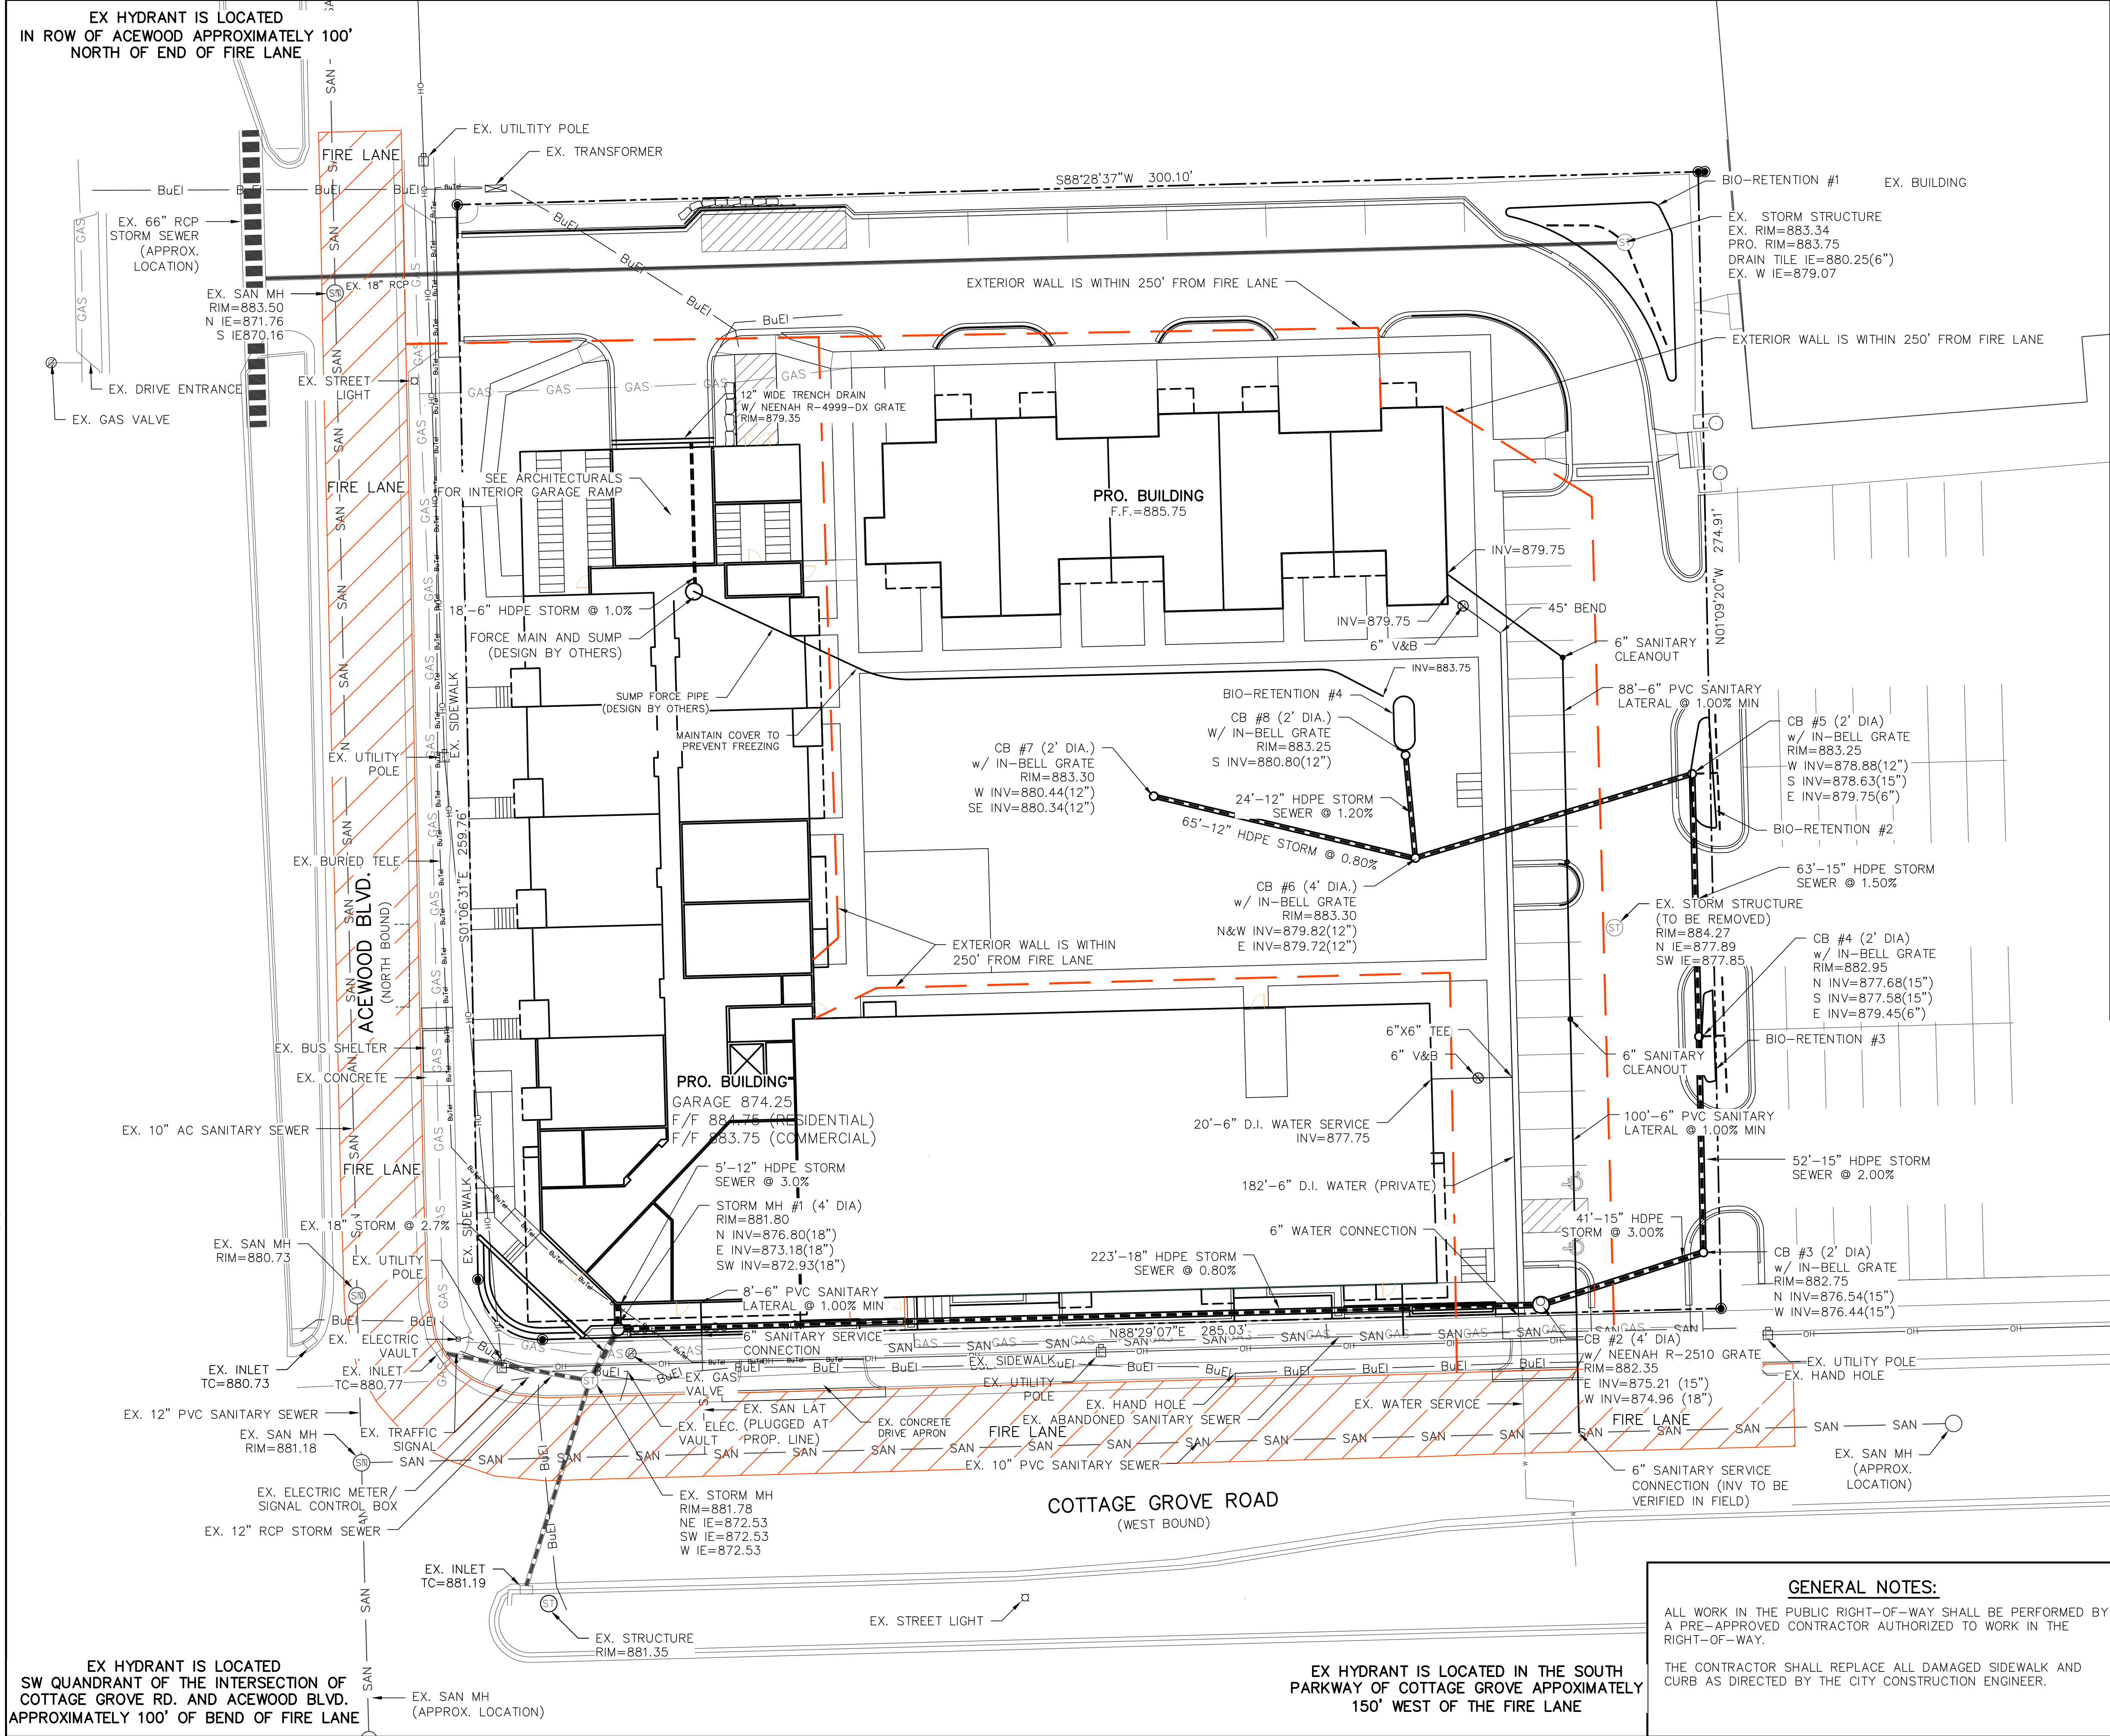 EX HYDRANT IS LOCATED
IN ROW OF ACEWOOD APPROXIMATELY 100'
NORTH OF END OF FIRE LANE
EX. UTILTITY POLE
EX. TRANSFORMER
FIRE LANE
BuEl BuEl BuEl BuEl
BuTel
SAN
OH
GAS
EX. 66" RCP
STORM SEWER
(APPROX.
LOCATION)
EX. SAN MH
RIM=883.50
N IE=871.76
S IE870.16
EX. 18" RCP
EX. DRIVE ENTRANCE
EX. GAS VALVE
EX. STREET
LIGHT
S88°28'37"W 300.10'
BIO-RETENTION #1
EX. BUILDING
EX. STORM STRUCTURE
EX. RIM=883.34
PRO. RIM=883.75
DRAIN TILE IE=880.25(6")
EX. W IE=879.07
ST
EXTERIOR WALL IS WITHIN 250' FROM FIRE LANE
EXTERIOR WALL IS WITHIN 250' FROM FIRE LANE
BuEl
BuEl
BuEl
BuEl
GAS GAS GAS GAS GAS
12" WIDE TRENCH DRAIN
W/ NEENAH R-4999-DX GRATE
RIM=879.35
SEE ARCHITECTURALS
FOR INTERIOR GARAGE RAMP
FIRE LANE
PRO. BUILDING
F.F.=885.75
N01°09'20"W 274.91'
INV=879.75
45° BEND
INV=879.75
6" V&B
6" SANITARY
CLEANOUT
18'-6" HDPE STORM @ 1.0%
FORCE MAIN AND SUMP
(DESIGN BY OTHERS)
SUMP FORCE PIPE
(DESIGN BY OTHERS)
MAINTAIN COVER TO
PREVENT FREEZING
INV=883.75
BIO-RETENTION #4
CB #8 (2' DIA.)
W/ IN-BELL GRATE
RIM=883.25
S INV=880.80(12")
88'-6" PVC SANITARY
LATERAL @ 1.00% MIN
CB #5 (2' DIA)
w/ IN-BELL GRATE
RIM=883.25
W INV=878.88(12")
S INV=878.63(15")
E INV=879.75(6")
BIO-RETENTION #2
CB #7 (2' DIA.)
w/ IN-BELL GRATE
RIM=883.30
W INV=880.44(12")
SE INV=880.34(12")
24'-12" HDPE STORM
SEWER @ 1.20%
65'-12" HDPE STORM @ 0.80%
EX. UTILITY
POLE
EX. SIDEWALK
S01°06'31"E 259.76'
EX. BURIED TELE
ACEWOOD BLVD.
(NORTH BOUND)
63'-15" HDPE STORM
SEWER @ 1.50%
CB #6 (4' DIA.)
w/ IN-BELL GRATE
RIM=883.30
N&W INV=879.82(12")
E INV=879.72(12")
EX. STORM STRUCTURE
(TO BE REMOVED)
RIM=884.27
N IE=877.89
SW IE=877.85
ST
EXTERIOR WALL IS WITHIN
250' FROM FIRE LANE
CB #4 (2' DIA)
w/ IN-BELL GRATE
RIM=882.95
N INV=877.68(15")
S INV=877.58(15")
E INV=879.45(6")
BIO-RETENTION #3
EX. BUS SHELTER
EX. CONCRETE
EX. 10" AC SANITARY SEWER
6"X6" TEE
6" V&B
6" SANITARY
CLEANOUT
PRO. BUILDING
GARAGE 874.25
F/F 884.75 (RESIDENTIAL)
F/F 883.75 (COMMERCIAL)
20'-6" D.I. WATER SERVICE
INV=877.75
100'-6" PVC SANITARY
LATERAL @ 1.00% MIN
FIRE LANE
5'-12" HDPE STORM
SEWER @ 3.0%
52'-15" HDPE STORM
SEWER @ 2.00%
182'-6" D.I. WATER (PRIVATE)
STORM MH #1 (4' DIA)
RIM=881.80
N INV=876.80(18")
E INV=873.18(18")
SW INV=872.93(18")
EX. 18" STORM @ 2.7%
EX. SIDEWALK
EX. SAN MH
RIM=880.73
EX. UTILITY
POLE
6" WATER CONNECTION
41'-15" HDPE
STORM @ 3.00%
223'-18" HDPE STORM
SEWER @ 0.80%
CB #3 (2' DIA)
w/ IN-BELL GRATE
RIM=882.75
N INV=876.54(15")
W INV=876.44(15")
8'-6" PVC SANITARY
LATERAL @ 1.00% MIN
6" SANITARY SERVICE
CONNECTION
N88°29'07"E 285.03'
EX. SIDEWALK
EX. ELECTRIC
VAULT
EX. INLET
TC=880.73
EX. INLET
TC=880.77
CB #2 (4' DIA)
w/ NEENAH R-2510 GRATE
RIM=882.35
E INV=875.21 (15")
W INV=874.96 (18")
EX. UTILITY POLE
EX. HAND HOLE
EX. GAS
VALVE
EX. UTILITY
POLE
EX. HAND HOLE
EX. WATER SERVICE
EX. 12" PVC SANITARY SEWER
EX. SAN MH
RIM=881.18
EX. TRAFFIC
SIGNAL
EX. ELEC.
VAULT
EX. SAN LAT
(PLUGGED AT
PROP. LINE)
EX. CONCRETE
DRIVE APRON
EX. ABANDONED SANITARY SEWER
FIRE LANE
FIRE LANE
EX. 10" PVC SANITARY SEWER
EX. SAN MH
(APPROX.
LOCATION)
EX. ELECTRIC METER/
SIGNAL CONTROL BOX
EX. 12" RCP STORM SEWER
EX. STORM MH
RIM=881.78
NE IE=872.53
SW IE=872.53
W IE=872.53
6" SANITARY SERVICE
CONNECTION (INV TO BE
VERIFIED IN FIELD)
COTTAGE GROVE ROAD
(WEST BOUND)
EX. INLET
TC=881.19
ST
EX. STRUCTURE
RIM=881.35
EX. STREET LIGHT
EX HYDRANT IS LOCATED
SW QUANDRANT OF THE INTERSECTION OF
COTTAGE GROVE RD. AND ACEWOOD BLVD.
APPROXIMATELY 100' OF BEND OF FIRE LANE
EX. SAN MH
(APPROX. LOCATION)
EX HYDRANT IS LOCATED IN THE SOUTH
PARKWAY OF COTTAGE GROVE APPOXIMATELY
150' WEST OF THE FIRE LANE
GENERAL NOTES:
ALL WORK IN THE PUBLIC RIGHT-OF-WAY SHALL BE PERFORMED BY
A PRE-APPROVED CONTRACTOR AUTHORIZED TO WORK IN THE
RIGHT-OF-WAY.
THE CONTRACTOR SHALL REPLACE ALL DAMAGED SIDEWALK AND
CURB AS DIRECTED BY THE CITY CONSTRUCTION ENGINEER.